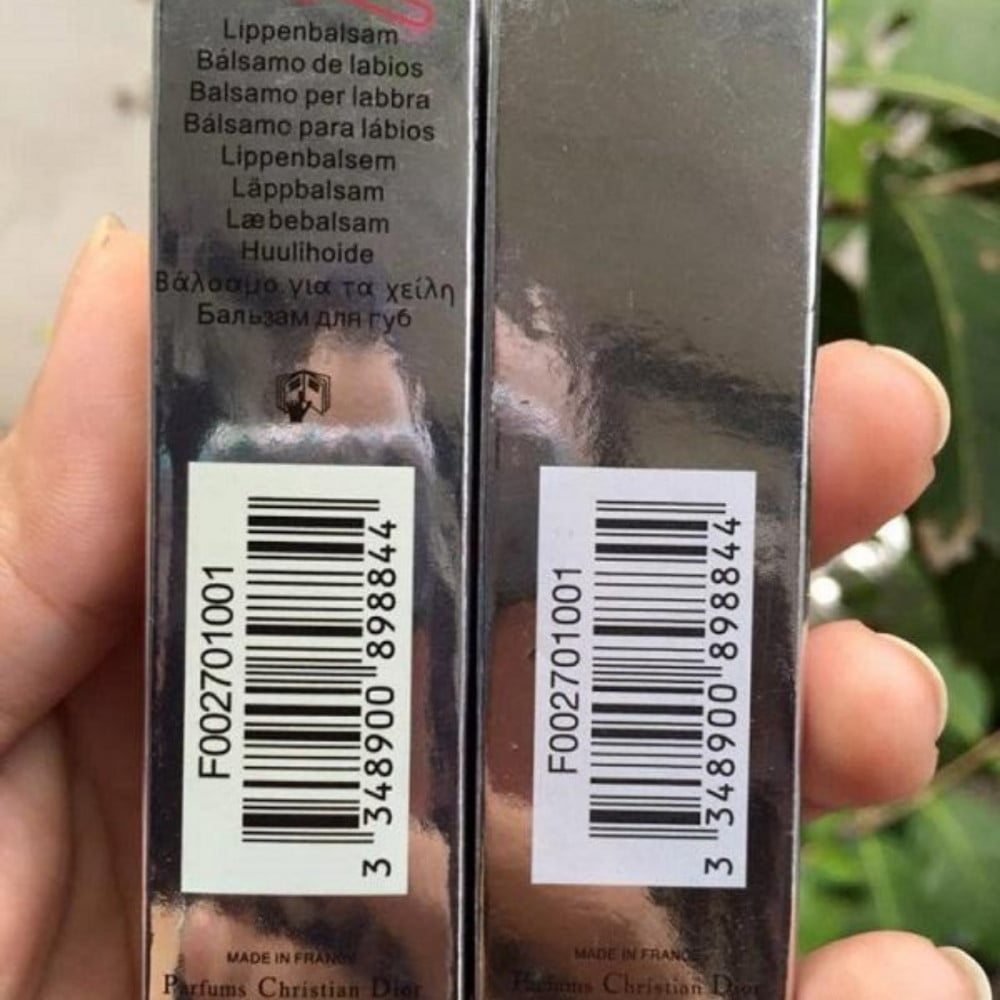 Lippenbalsam
Bálsamo de labios
Balsamo per labbra
Bálsamo para lábios
Lippenbalsem
Läppbalsam
Læbebalsam
Huulihoide
Βάλσαμο για τα χείλη
Бальзам для губ
F002701001
3 348900 898844
MADE IN FRANCE
Parfums Christian Dior
F002701001
3 348900 898844
MADE IN FRANCE
Parfums Christian Dior